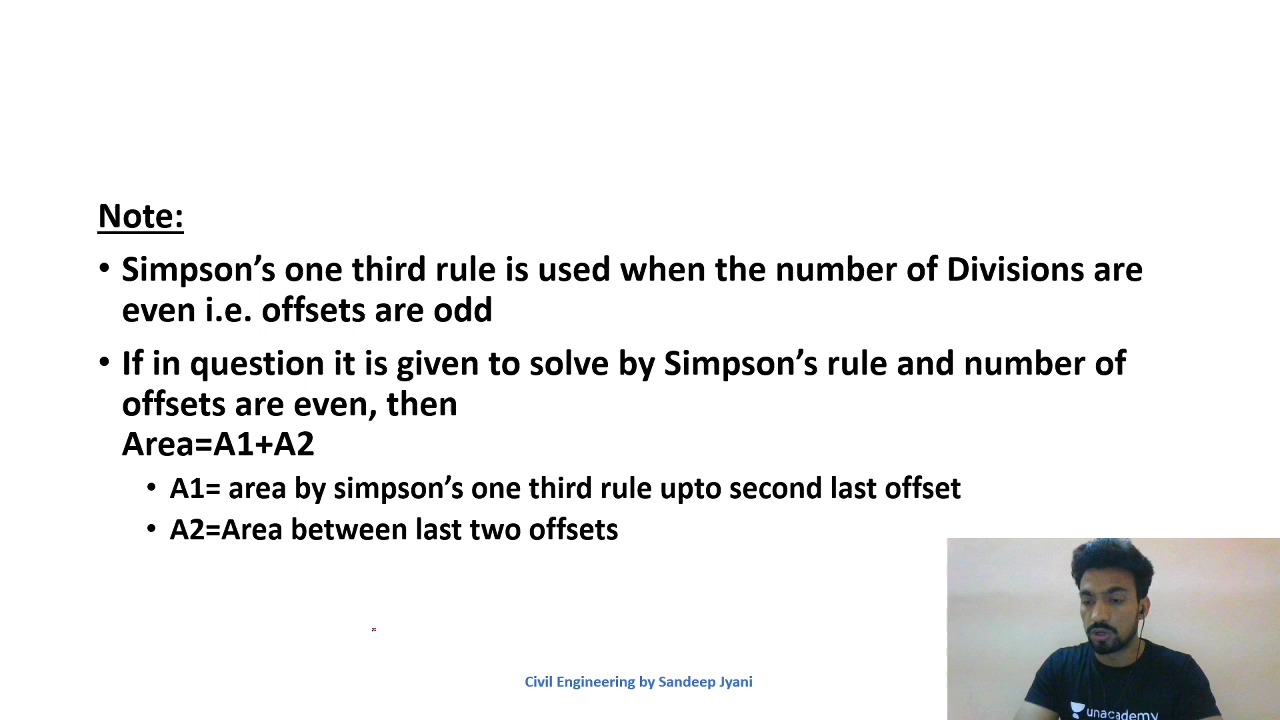 Note:
• Simpson’s one third rule is used when the number of Divisions are
even i.e. offsets are odd
• If in question it is given to solve by Simpson’s rule and number of
offsets are even, then
Area=A1+A2
• A1= area by simpson’s one third rule upto second last offset
• A2=Area between last two offsets
Civil Engineering by Sandeep Jyani
unacademy